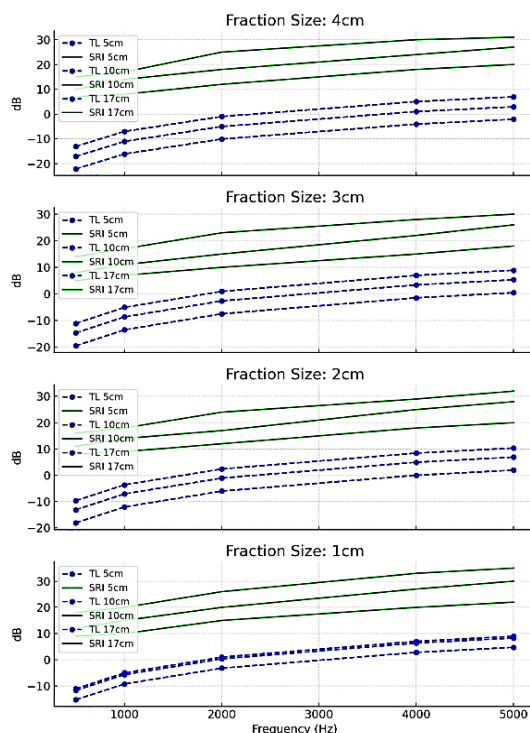 Fraction Size: 4cm
30
20
10
0
−10
−20
dB
TL 5cm
SRI 5cm
TL 10cm
SRI 10cm
TL 17cm
SRI 17cm
Fraction Size: 3cm
30
20
10
0
−10
−20
dB
TL 5cm
SRI 5cm
TL 10cm
SRI 10cm
TL 17cm
SRI 17cm
Fraction Size: 2cm
30
20
10
0
−10
−20
dB
TL 5cm
SRI 5cm
TL 10cm
SRI 10cm
TL 17cm
SRI 17cm
Fraction Size: 1cm
30
20
10
0
−10
dB
TL 5cm
SRI 5cm
TL 10cm
SRI 10cm
TL 17cm
SRI 17cm
1000 2000 3000 4000 5000
Frequency (Hz)